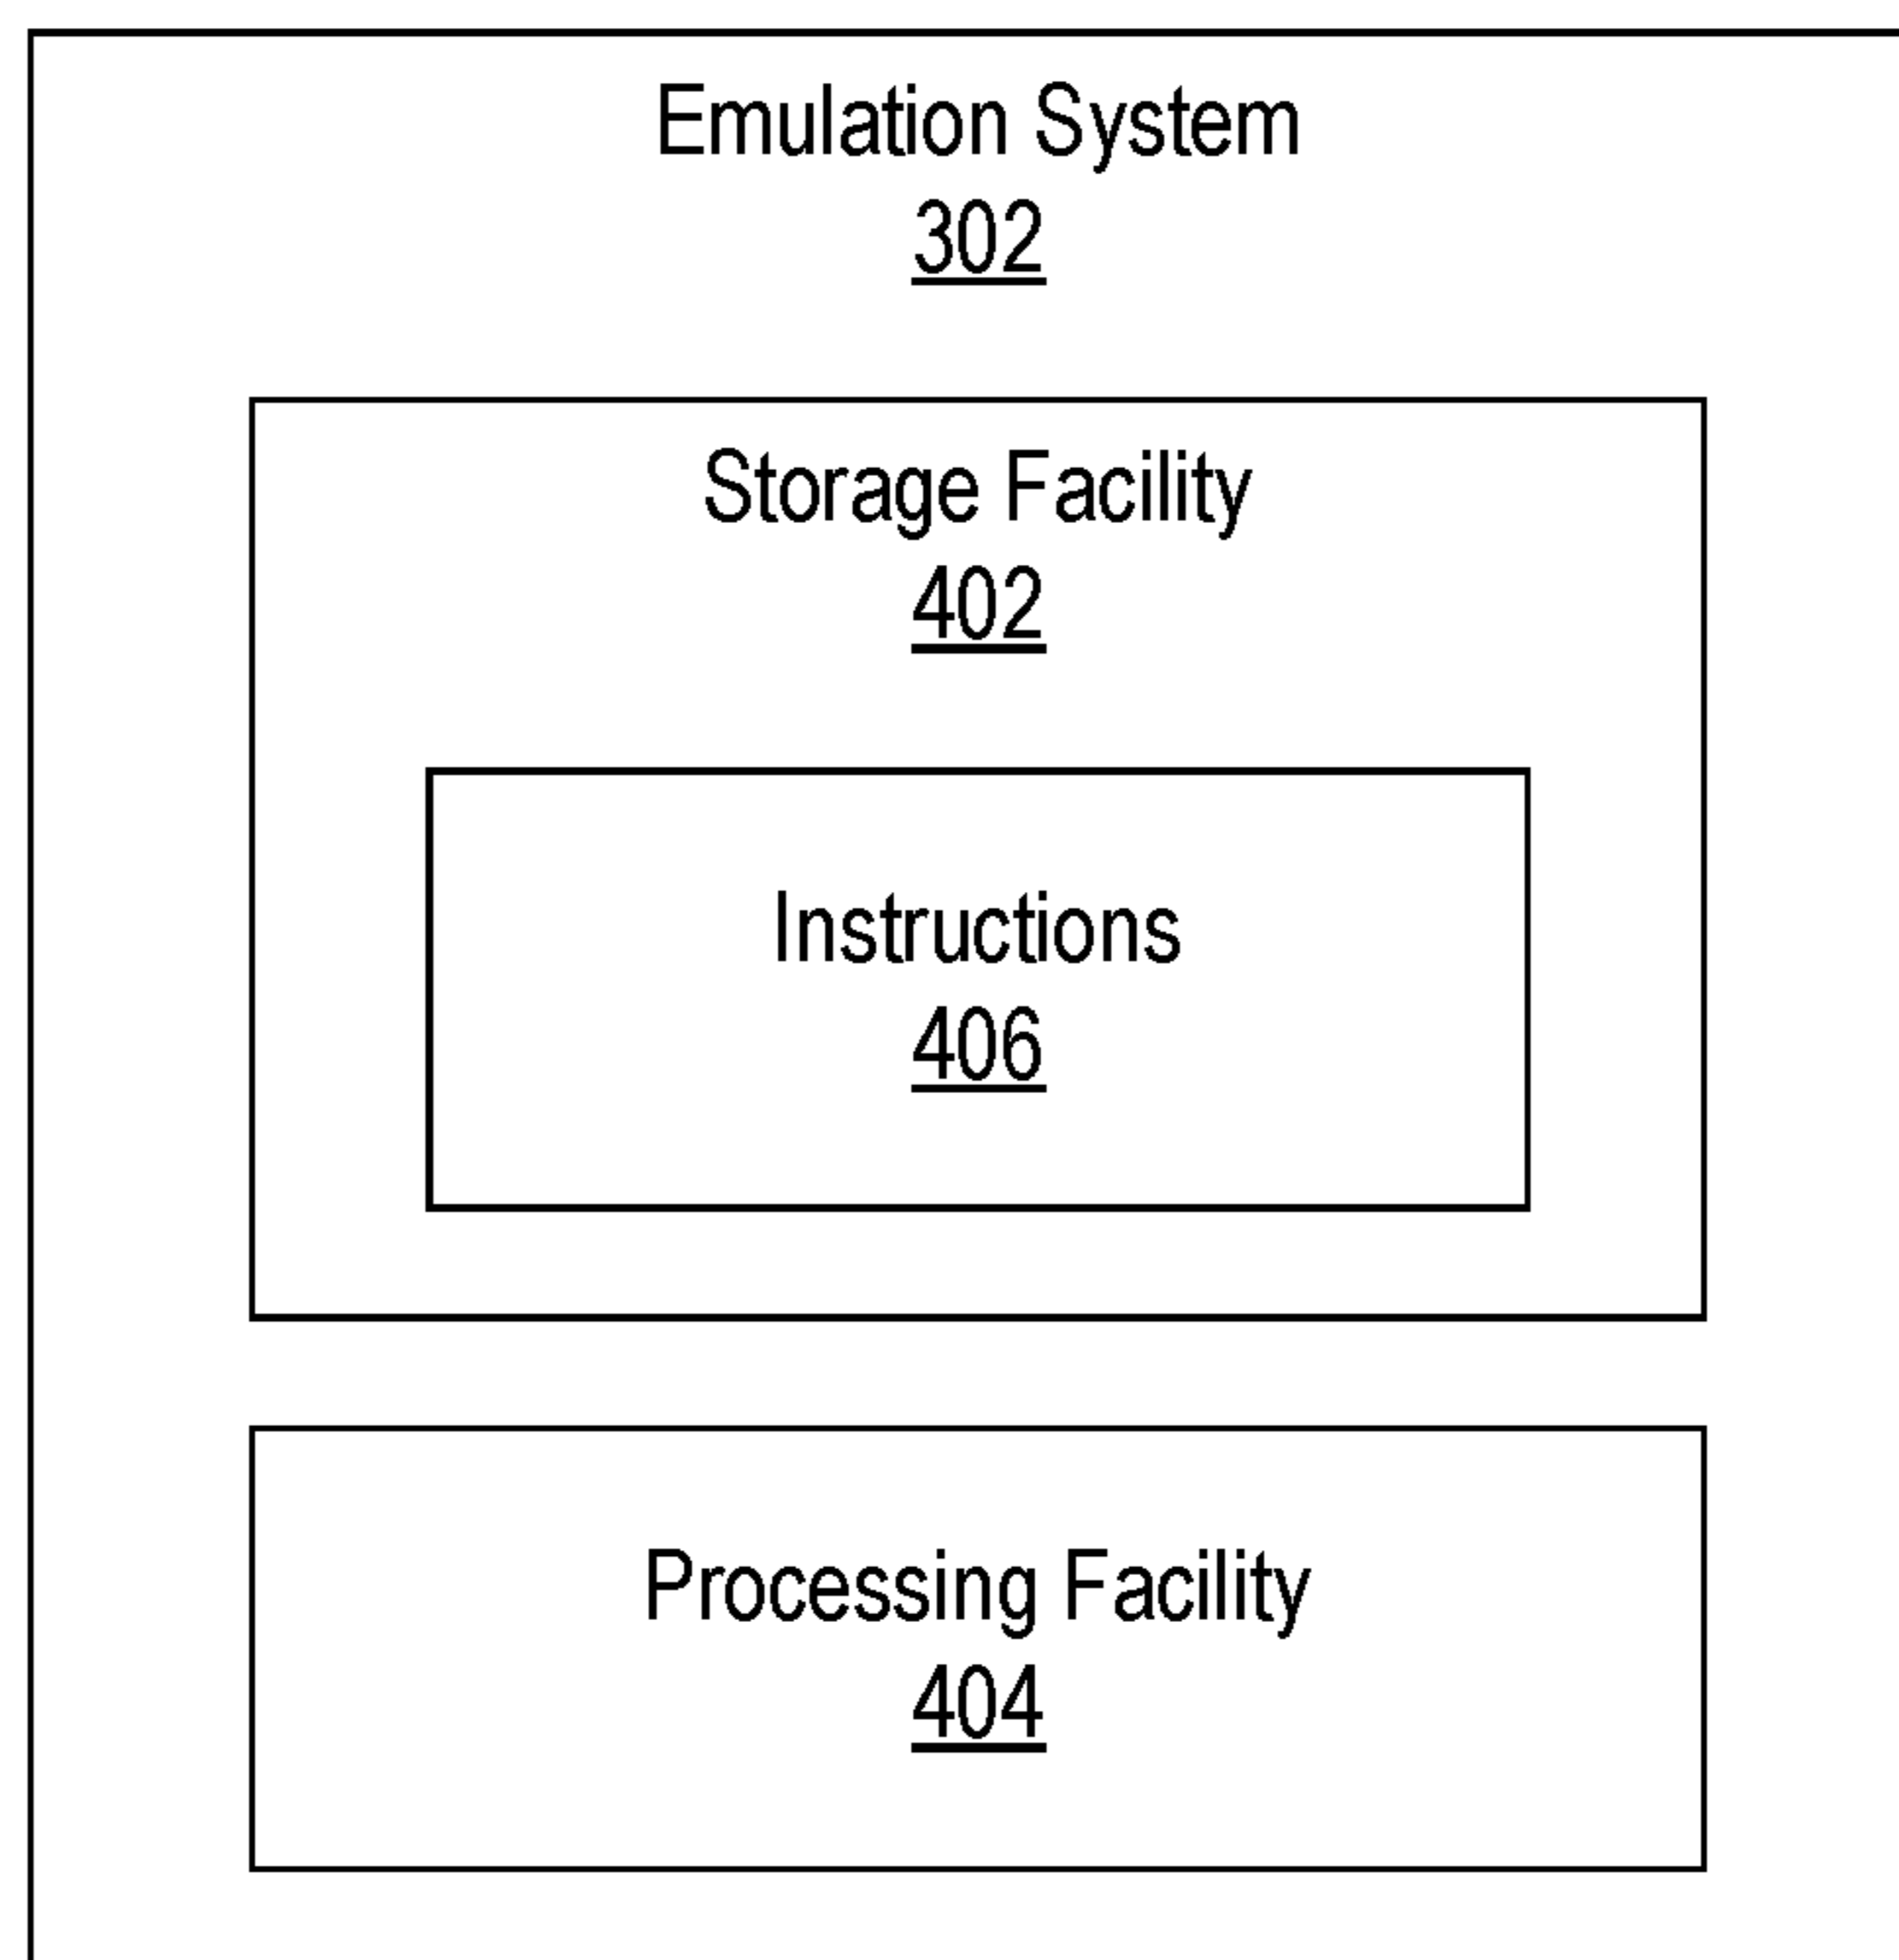 Emulation System
302
Storage Facility
402
Instructions
406
Processing Facility
404